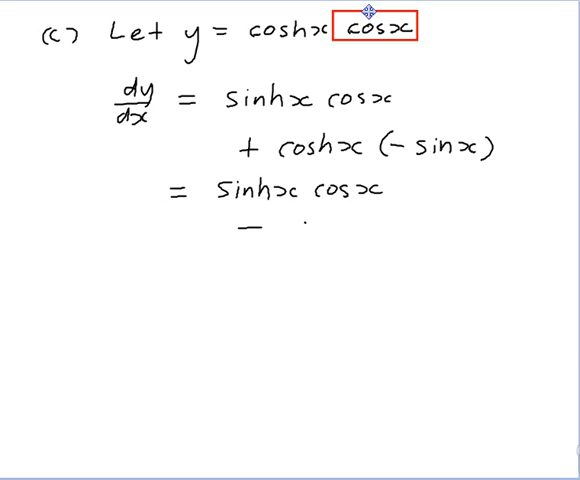 (c) Let y = coshx cosx
dy/dx = sinhx cosx
+ coshx (- sinx)
= sinhx cosx
-